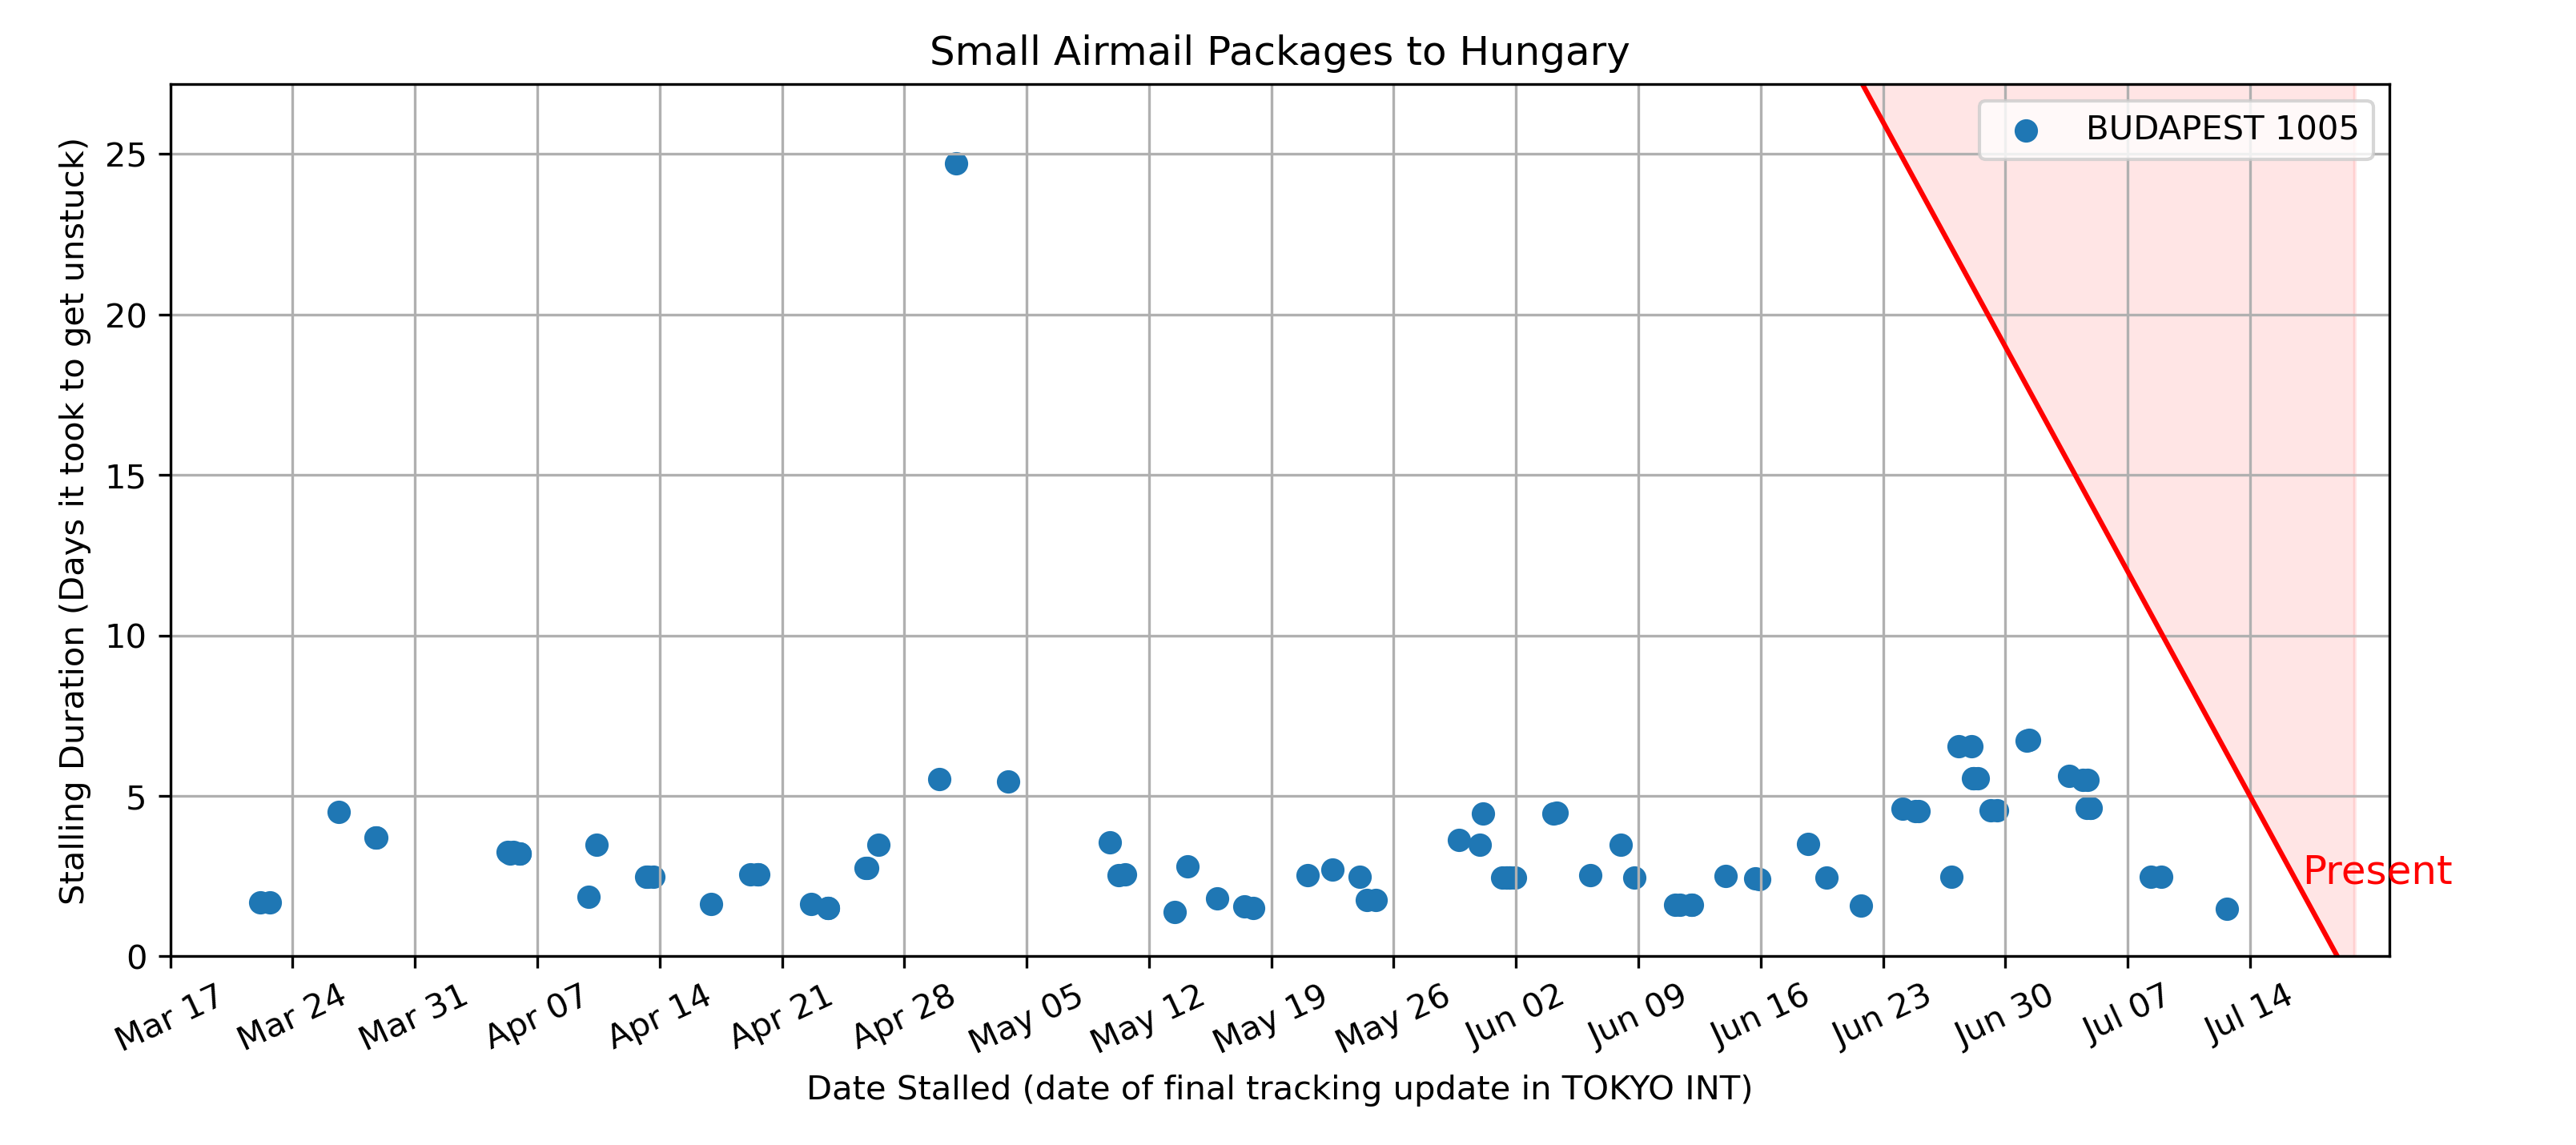 Small Airmail Packages to Hungary
BUDAPEST 1005
Stalling Duration (Days it took to get unstuck)
25
20
15
10
5
0
Present
Mar 17
Mar 24
Mar 31
Apr 07
Apr 14
Apr 21
Apr 28
May 05
May 12
May 19
May 26
Jun 02
Jun 09
Jun 16
Jun 23
Jun 30
Jul 07
Jul 14
Date Stalled (date of final tracking update in TOKYO INT)